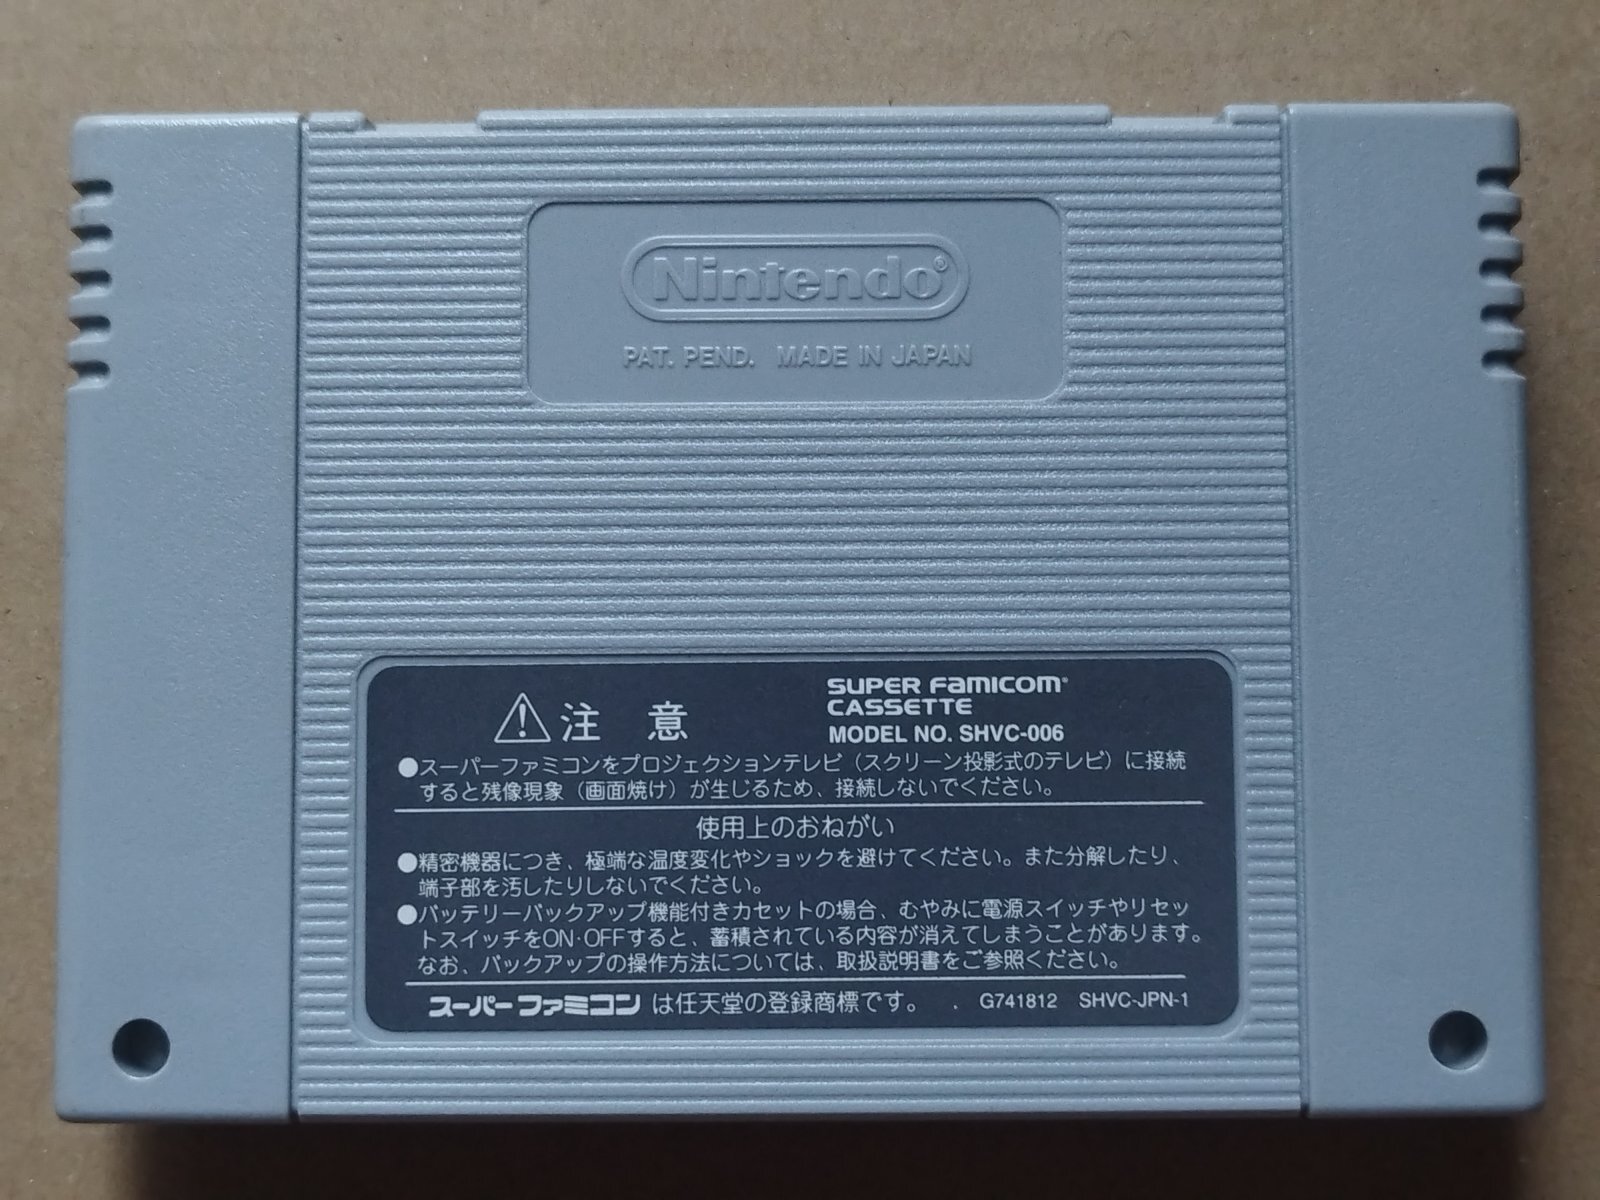 Nintendo®
PAT. PEND. MADE IN JAPAN
注 意
SUPER FAMICOM®
CASSETTE
MODEL NO. SHVC-006
●スーパーファミコンをプロジェクションテレビ（スクリーン投影式のテレビ）に接続
すると残像現象（画面焼け）が生じるため、接続しないでください。
使用上のおねがい
●精密機器につき、極端な温度変化やショックを避けてください。また分解したり、
端子部を汚したりしないでください。
●バッテリーバックアップ機能付きカセットの場合、むやみに電源スイッチやリセッ
トスイッチをON·OFFすると、蓄積されている内容が消えてしまうことがあります。
なお、バックアップの操作方法については、取扱説明書をご参照ください。
スーパーファミコン は任天堂の登録商標です。 . G741812 SHVC-JPN-1